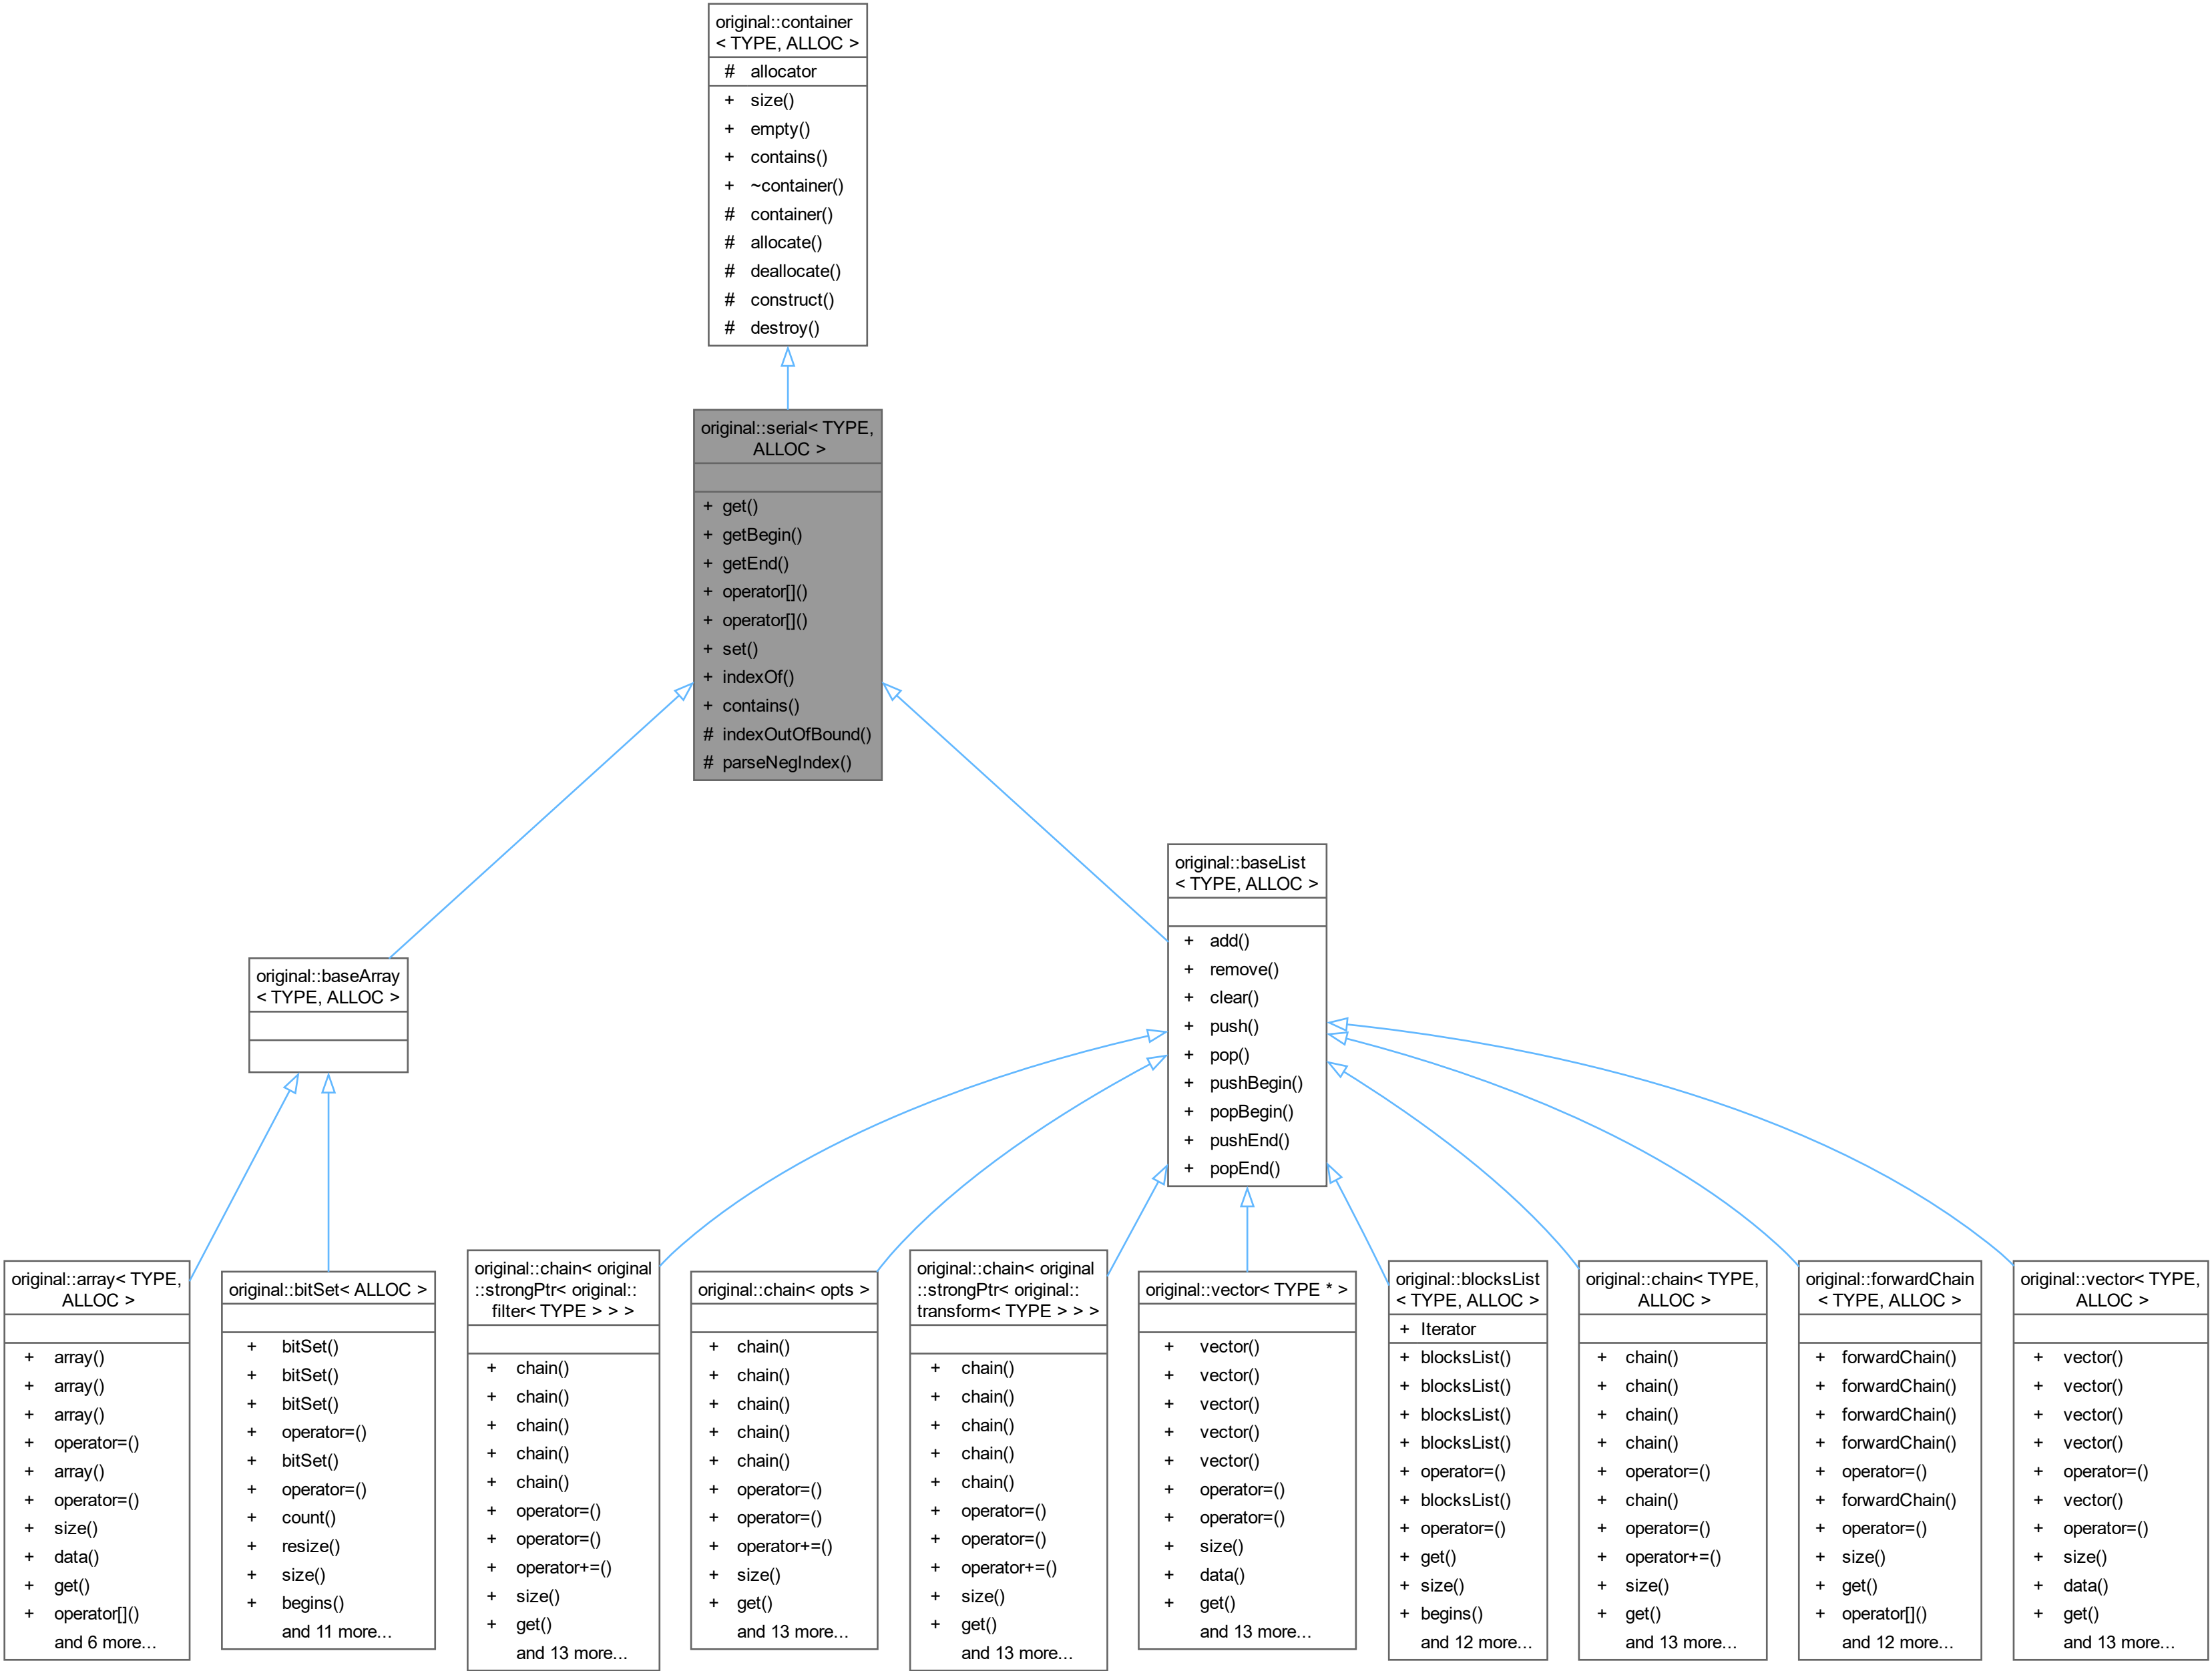 original::container
< TYPE, ALLOC >
# allocator
+ size()
+ empty()
+ contains()
+ ~container()
# container()
# allocate()
# deallocate()
# construct()
# destroy()
original::serial< TYPE,
ALLOC >
+ get()
+ getBegin()
+ getEnd()
+ operator[]()
+ operator[]()
+ set()
+ indexOf()
+ contains()
# indexOutOfBound()
# parseNegIndex()
original::baseArray
< TYPE, ALLOC >
original::baseList
< TYPE, ALLOC >
+ add()
+ remove()
+ clear()
+ push()
+ pop()
+ pushBegin()
+ popBegin()
+ pushEnd()
+ popEnd()
original::array< TYPE,
ALLOC >
+ array()
+ array()
+ array()
+ operator=()
+ array()
+ operator=()
+ size()
+ data()
+ get()
+ operator[]()
and 6 more...
original::bitSet< ALLOC >
+ bitSet()
+ bitSet()
+ bitSet()
+ operator=()
+ bitSet()
+ operator=()
+ count()
+ resize()
+ size()
+ begins()
and 11 more...
original::chain< original
::strongPtr< original::
filter< TYPE > > >
+ chain()
+ chain()
+ chain()
+ chain()
+ chain()
+ operator=()
+ operator=()
+ operator+=()
+ size()
+ get()
and 13 more...
original::chain< opts >
+ chain()
+ chain()
+ chain()
+ chain()
+ chain()
+ operator=()
+ operator=()
+ operator+=()
+ size()
+ get()
and 13 more...
original::chain< original
::strongPtr< original::
transform< TYPE > > >
+ chain()
+ chain()
+ chain()
+ chain()
+ chain()
+ operator=()
+ operator=()
+ operator+=()
+ size()
+ get()
and 13 more...
original::vector< TYPE * >
+ vector()
+ vector()
+ vector()
+ vector()
+ vector()
+ operator=()
+ operator=()
+ size()
+ data()
+ get()
and 13 more...
original::blocksList
< TYPE, ALLOC >
+ Iterator
+ blocksList()
+ blocksList()
+ blocksList()
+ blocksList()
+ operator=()
+ blocksList()
+ operator=()
+ get()
+ size()
+ begins()
and 12 more...
original::chain< TYPE,
ALLOC >
+ chain()
+ chain()
+ chain()
+ chain()
+ operator=()
+ chain()
+ operator=()
+ operator+=()
+ size()
+ get()
and 13 more...
original::forwardChain
< TYPE, ALLOC >
+ forwardChain()
+ forwardChain()
+ forwardChain()
+ forwardChain()
+ operator=()
+ forwardChain()
+ operator=()
+ size()
+ get()
+ operator[]()
and 12 more...
original::vector< TYPE,
ALLOC >
+ vector()
+ vector()
+ vector()
+ vector()
+ operator=()
+ vector()
+ operator=()
+ size()
+ data()
+ get()
and 13 more...